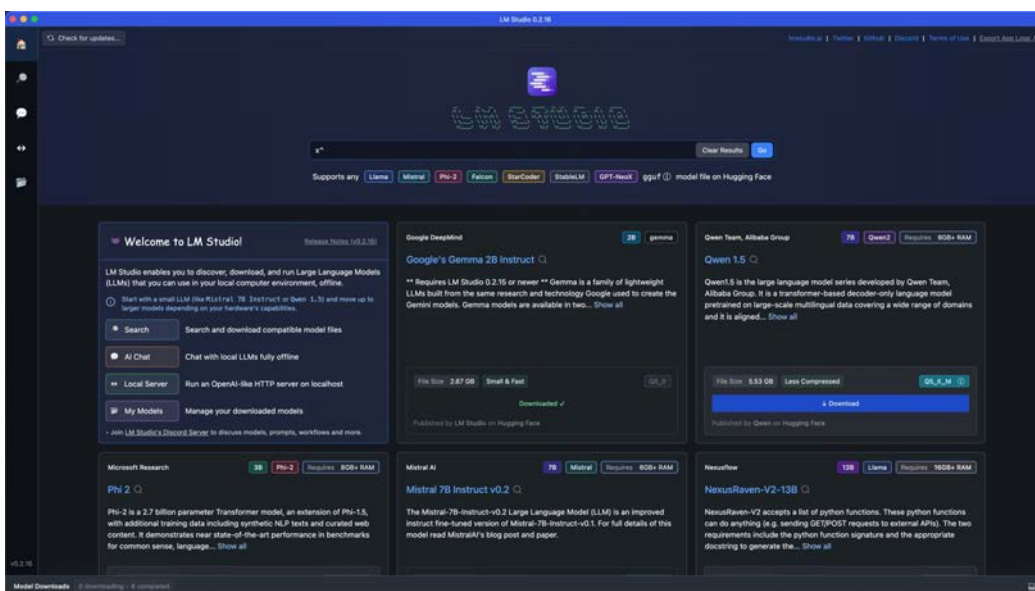 LM Studio 0.2.16
Check for updates...
lmstudio.ai | Twitter | Github | Discord | Terms of Use | Export App Logs
LM STUDIO
x^
Clear Results
Go
Supports any Llama Mistral Phi-2 Falcon StarCoder StableLM GPT-NeoX gguf model file on Hugging Face
Welcome to LM Studio!
Release Notes (v0.2.16)
LM Studio enables you to discover, download, and run Large Language Models
(LLMs) that you can use in your local computer environment, offline.
Start with a small LLM (like Mistral 7B Instruct or Qwen 1.5) and move up to
larger models depending on your hardware's capabilities.
Search Search and download compatible model files
AI Chat Chat with local LLMs fully offline
Local Server Run an OpenAI-like HTTP server on localhost
My Models Manage your downloaded models
• Join LM Studio's Discord Server to discuss models, prompts, workflows and more.
Google DeepMind 2B gemma
Google's Gemma 2B Instruct
** Requires LM Studio 0.2.15 or newer ** Gemma is a family of lightweight
LLMs built from the same research and technology Google used to create the
Gemini models. Gemma models are available in two... Show all
File Size 2.67 GB Small & Fast
Downloaded ✓
Published by LM Studio on Hugging Face
Qwen Team, Alibaba Group 7B Qwen2 Requires 8GB+ RAM
Qwen 1.5
Qwen1.5 is the large language model series developed by Qwen Team,
Alibaba Group. It is a transformer-based decoder-only language model
pretrained on large-scale multilingual data covering a wide range of domains
and it is aligned... Show all
File Size 5.53 GB Less Compressed Q5_K_M
Download
Published by Qwen on Hugging Face
Microsoft Research 3B Phi-2 Requires 8GB+ RAM
Phi 2
Phi-2 is a 2.7 billion parameter Transformer model, an extension of Phi-1.5,
with additional training data including synthetic NLP texts and curated web
content. It demonstrates near state-of-the-art performance in benchmarks
for common sense, language... Show all
Mistral AI 7B Mistral Requires 8GB+ RAM
Mistral 7B Instruct v0.2
The Mistral-7B-Instruct-v0.2 Large Language Model (LLM) is an improved
instruct fine-tuned version of Mistral-7B-Instruct-v0.1. For full details of this
model read MistralAI's blog post and paper.
Nexusflow 13B Llama Requires 16GB+ RAM
NexusRaven-V2-13B
NexusRaven-V2 accepts a list of python functions. These python functions
can do anything (e.g. sending GET/POST requests to external APIs). The two
requirements include the python function signature and the appropriate
docstring to generate the... Show all
v0.2.16
Model Downloads 0 downloading • 6 completed